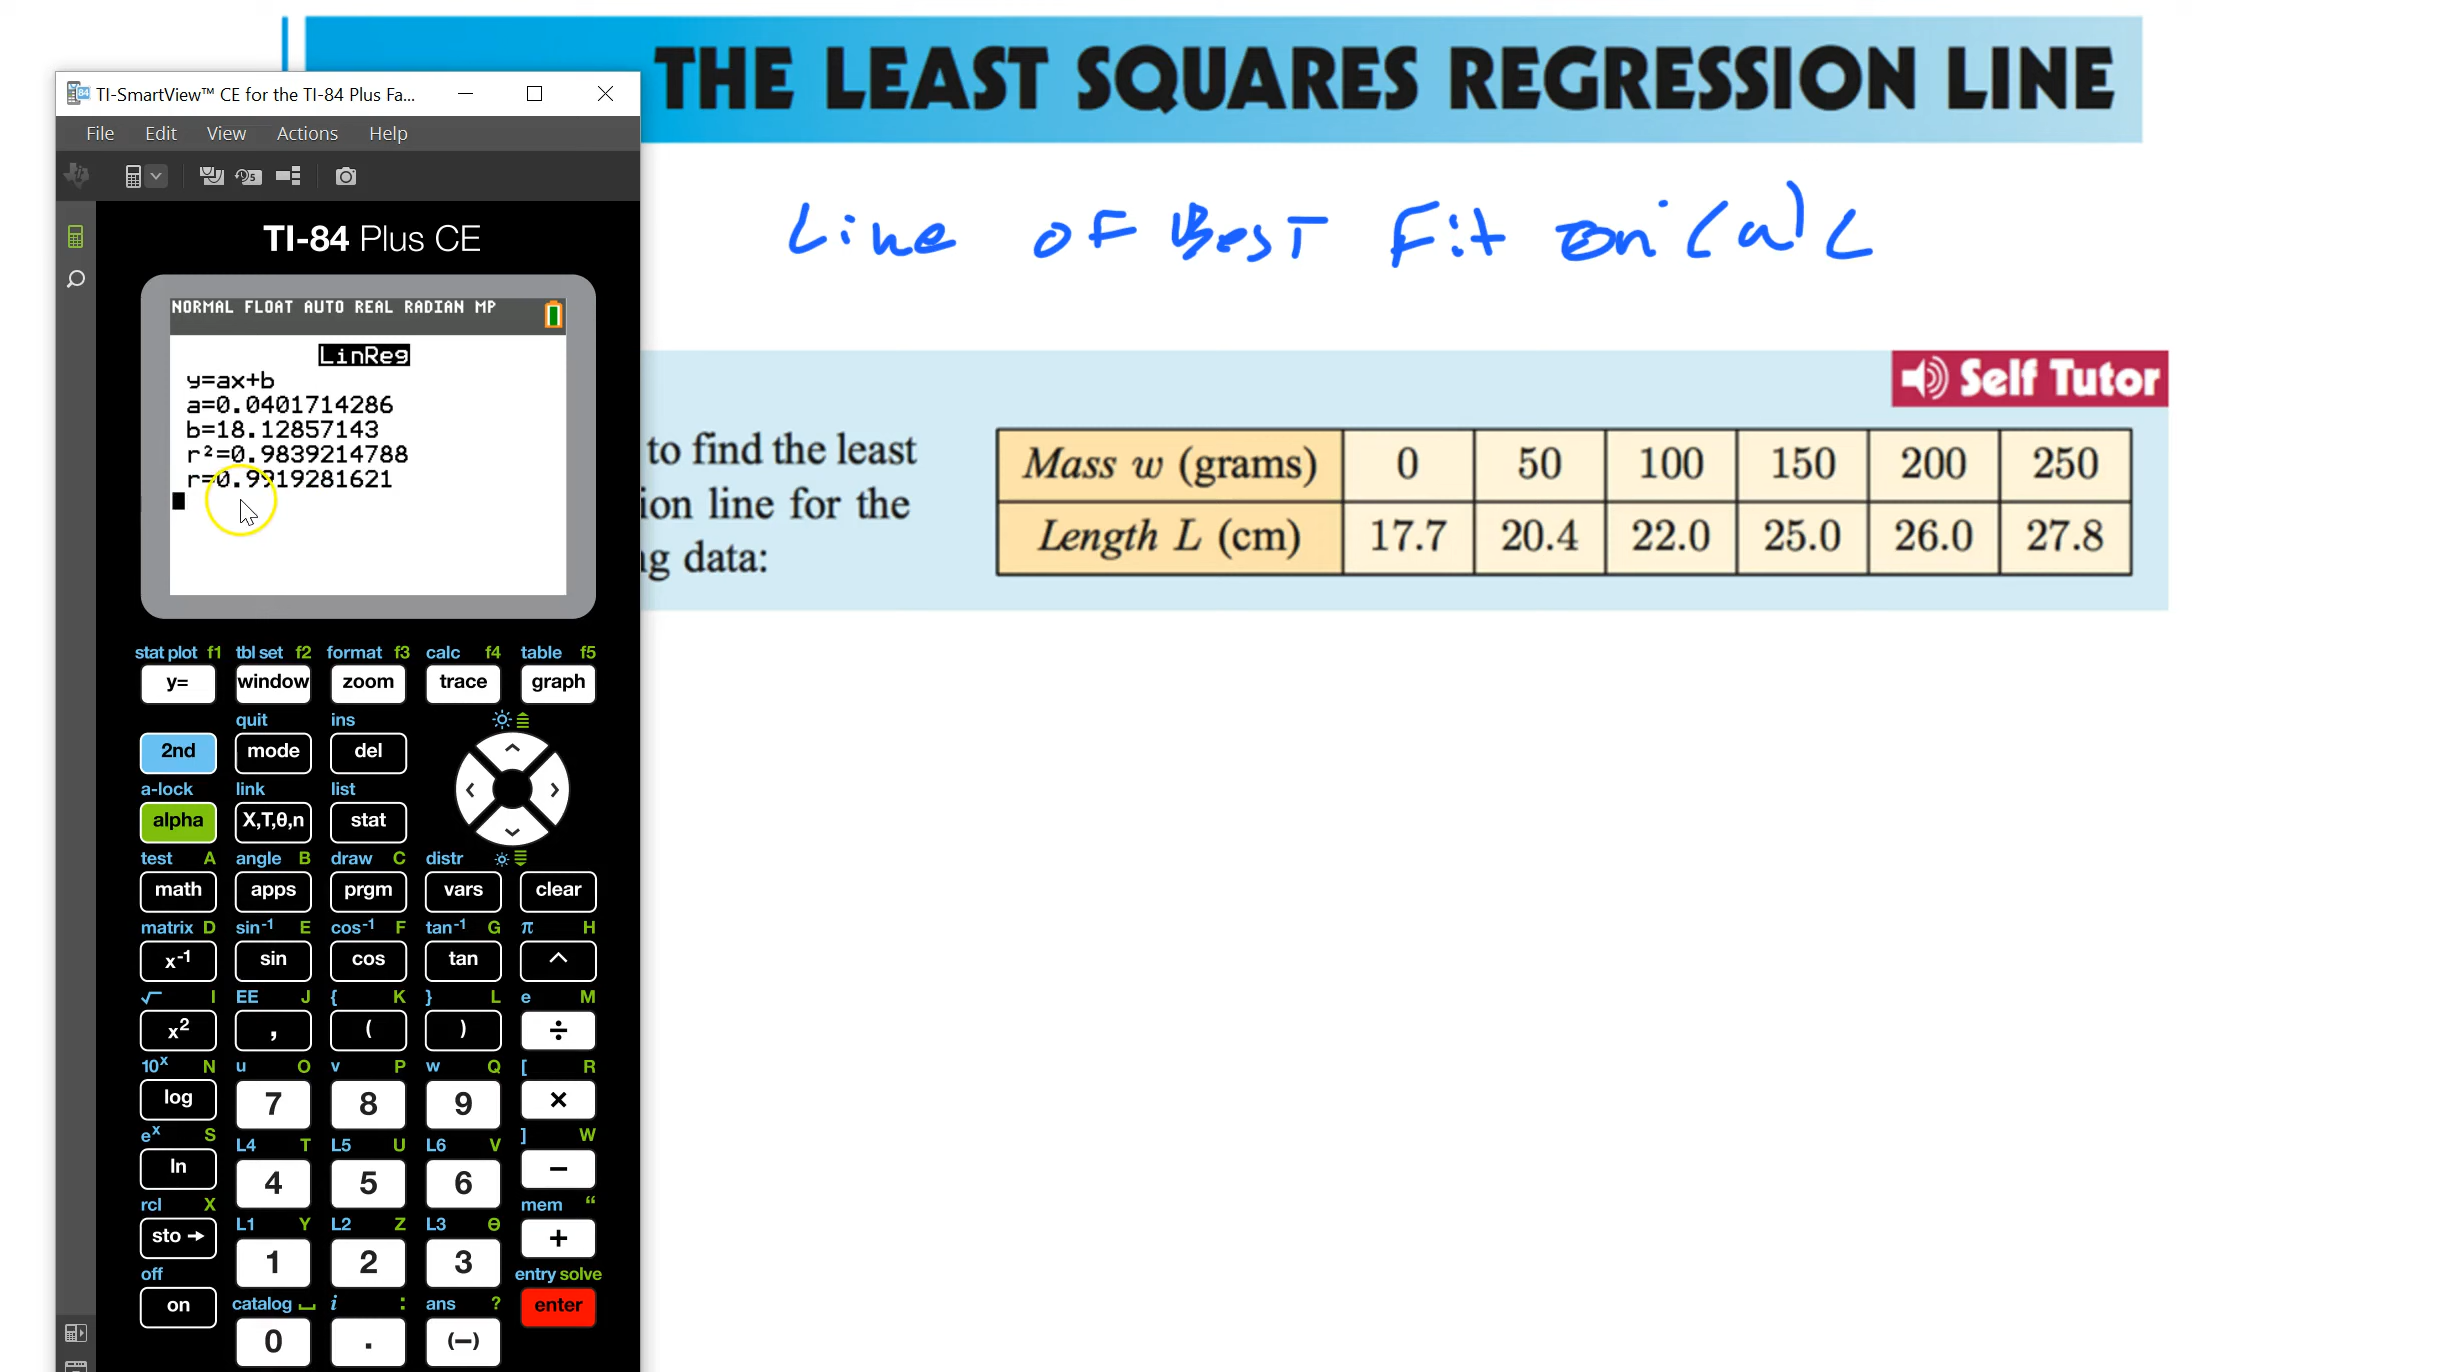 THE LEAST SQUARES REGRESSION LINE
TI-SmartView™ CE for the TI-84 Plus Fa...
File Edit View Actions Help
Line of Best Fit on Calc
TI-84 Plus CE
NORMAL FLOAT AUTO REAL RADIAN MP
LinReg
y=ax+b
a=0.0401714286
b=18.12857143
r²=0.9839214788
r=0.9919281621
Self Tutor
to find the least
ion line for the
g data:
Mass w (grams) 0 50 100 150 200 250
Length L (cm) 17.7 20.4 22.0 25.0 26.0 27.8
stat plot f1 tbl set f2 format f3 calc f4 table f5
y= window zoom trace graph
quit ins
2nd mode del
a-lock link list
alpha X,T,θ,n stat
test A angle B draw C distr
math apps prgm vars clear
matrix D sin⁻¹ E cos⁻¹ F tan⁻¹ G π H
x⁻¹ sin cos tan ^
√ I EE J { K } L e M
x² , ( ) ÷
10ˣ N u O v P w Q [ R
log 7 8 9 ×
eˣ S L4 T L5 U L6 V ] W
ln 4 5 6 −
rcl X L1 Y L2 Z L3 θ mem “
sto → 1 2 3 +
off catalog i : ans ? entry solve
on 0 . (−) enter